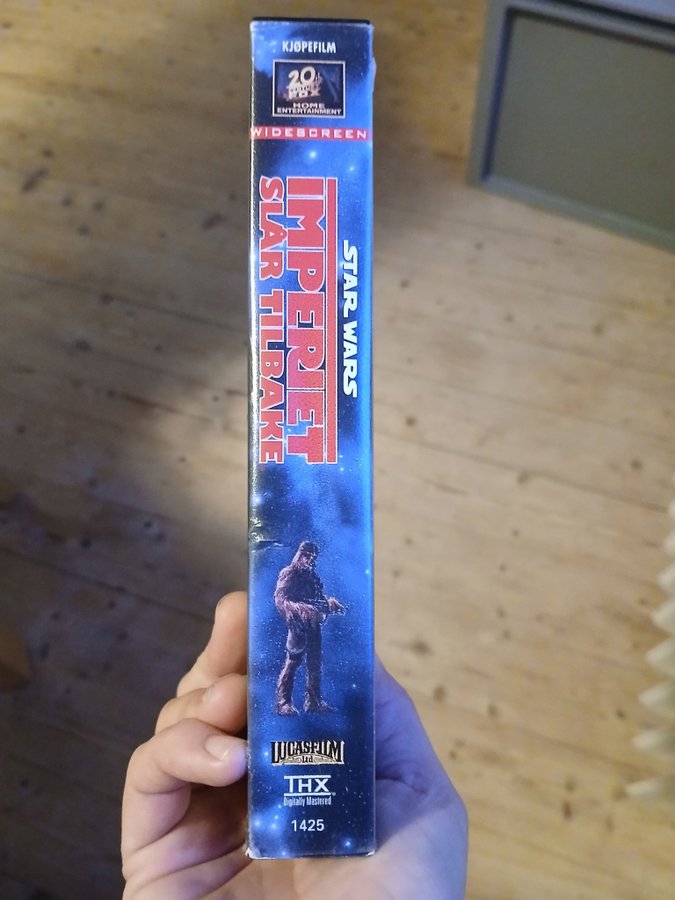 KJØPEFILM
20th
CENTURY
FOX
HOME
ENTERTAINMENT
WIDESCREEN
STAR WARS
IMPERIET
SLÅR TILBAKE
LUCASFILM
Ltd.
THX
Digitally Mastered
1425